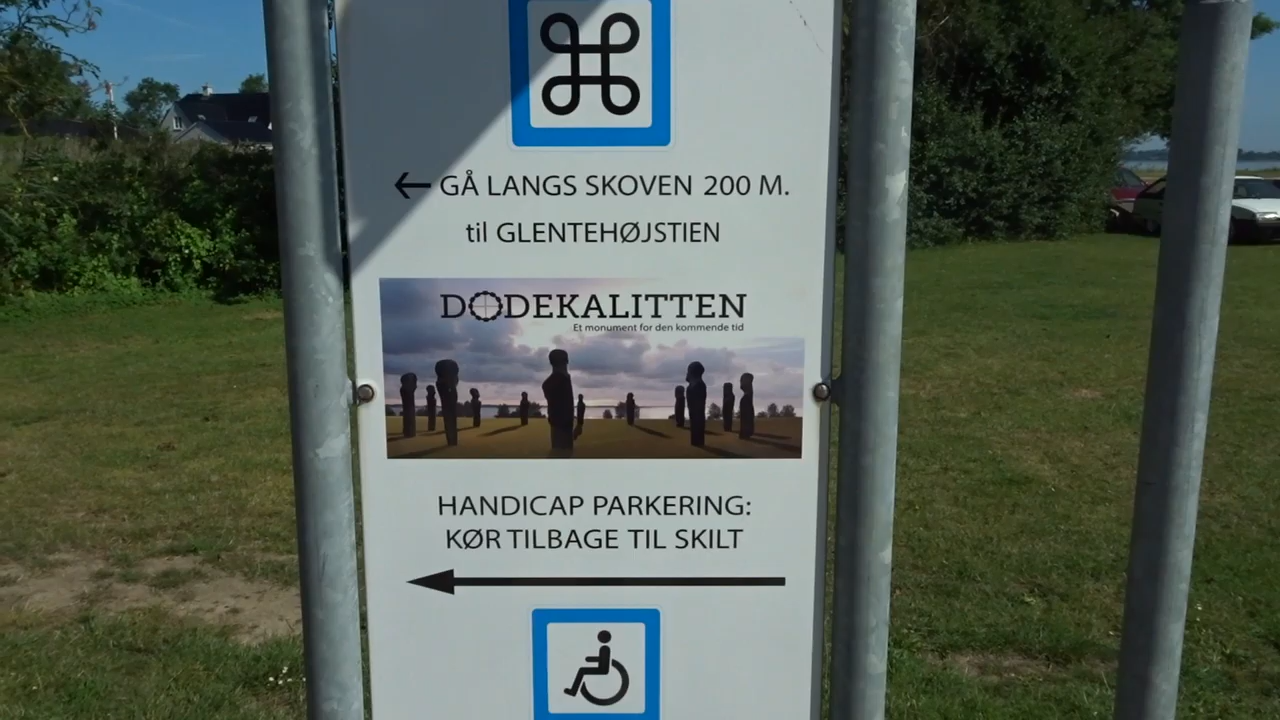 GÅ LANGS SKOVEN 200 M.
til GLENTEHØJSTIEN
DODEKALITTEN
Et monument for den kommende tid
HANDICAP PARKERING:
KØR TILBAGE TIL SKILT